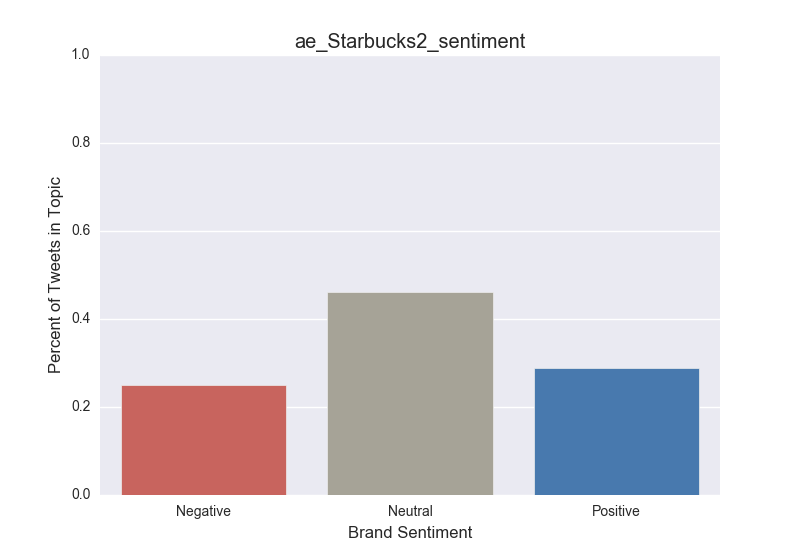 ae_Starbucks2_sentiment
1.0
0.8
0.6
0.4
0.2
0.0
Percent of Tweets in Topic
Negative Neutral Positive
Brand Sentiment